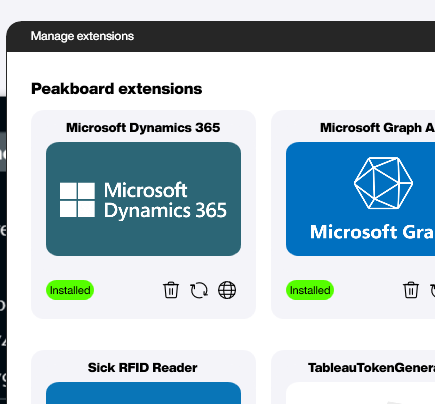 Manage extensions
Peakboard extensions
Microsoft Dynamics 365
Microsoft Graph A
Microsoft
Dynamics 365
Microsoft Gra
Installed
Installed
Sick RFID Reader
TableauTokenGenera